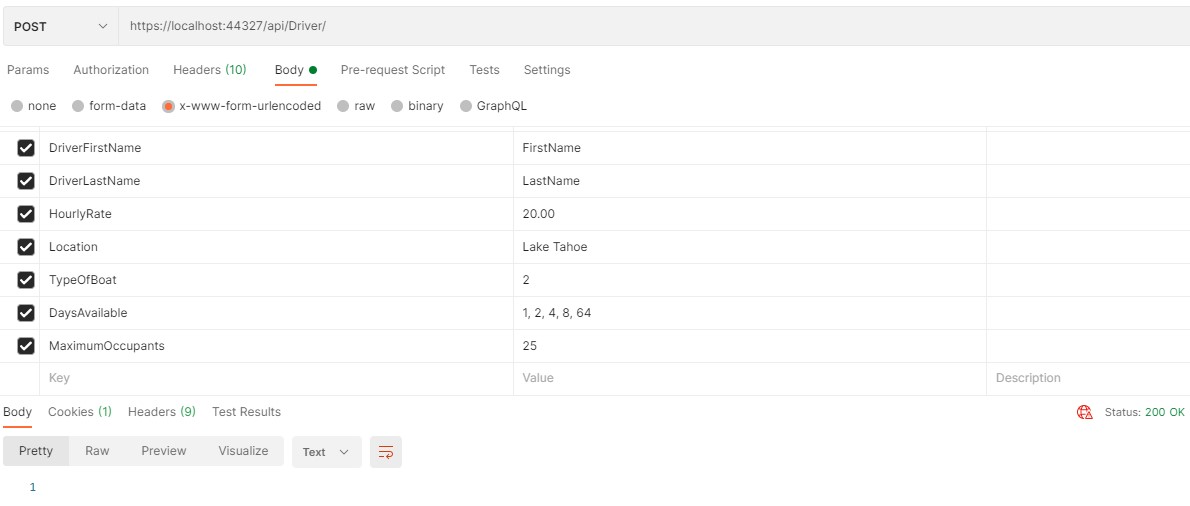 POST https://localhost:44327/api/Driver/
Params Authorization Headers (10) Body Pre-request Script Tests Settings
none form-data x-www-form-urlencoded raw binary GraphQL
DriverFirstName FirstName
DriverLastName LastName
HourlyRate 20.00
Location Lake Tahoe
TypeOfBoat 2
DaysAvailable 1, 2, 4, 8, 64
MaximumOccupants 25
Key Value Description
Body Cookies (1) Headers (9) Test Results Status: 200 OK
Pretty Raw Preview Visualize Text
1